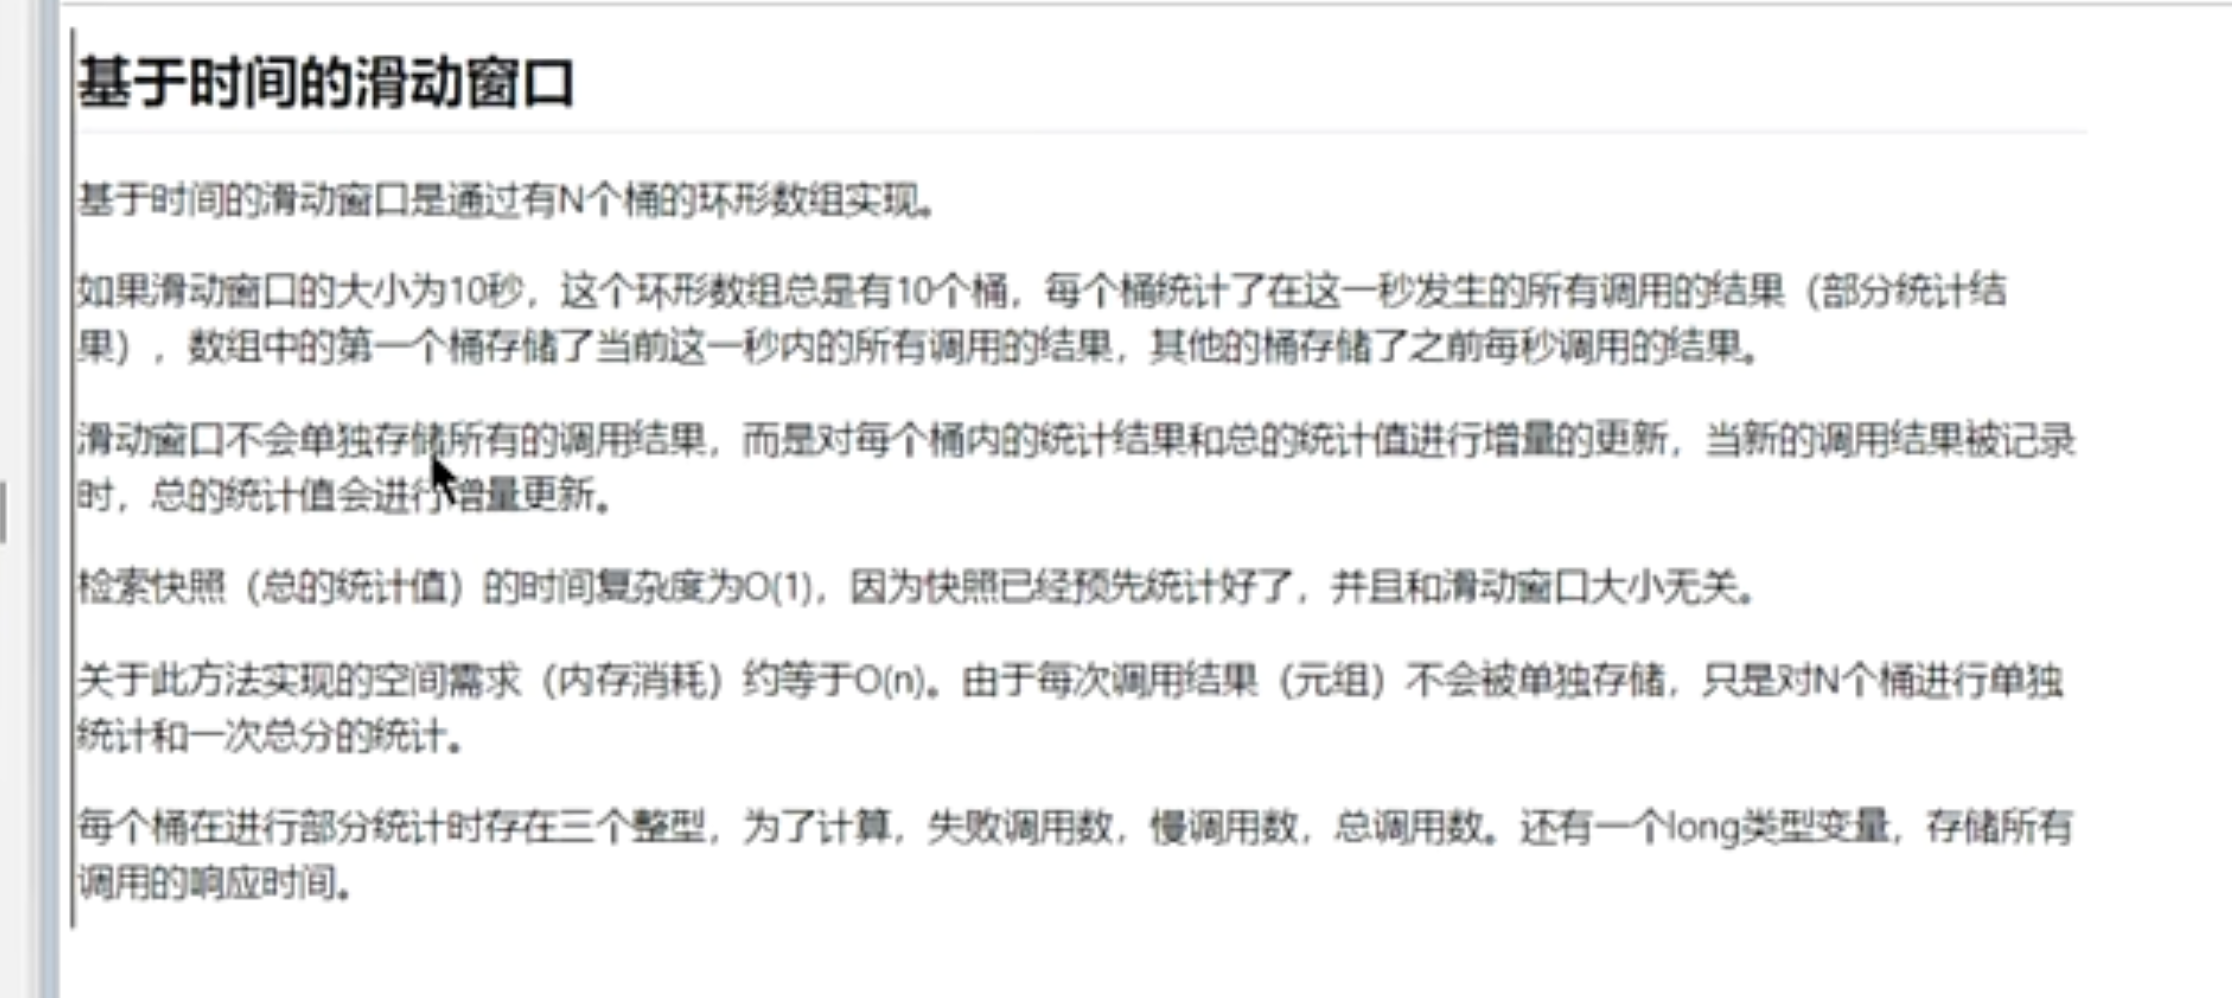 基于时间的滑动窗口
基于时间的滑动窗口是通过有N个桶的环形数组实现。
如果滑动窗口的大小为10秒，这个环形数组总是有10个桶，每个桶统计了在这一秒发生的所有调用的结果（部分统计结
果），数组中的第一个桶存储了当前这一秒内的所有调用的结果，其他的桶存储了之前每秒调用的结果。
滑动窗口不会单独存储所有的调用结果，而是对每个桶内的统计结果和总的统计值进行增量的更新，当新的调用结果被记录
时，总的统计值会进行增量更新。
检索快照（总的统计值）的时间复杂度为O(1)，因为快照已经预先统计好了，并且和滑动窗口大小无关。
关于此方法实现的空间需求（内存消耗）约等于O(n)。由于每次调用结果（元组）不会被单独存储，只是对N个桶进行单独
统计和一次总分的统计。
每个桶在进行部分统计时存在三个整型，为了计算，失败调用数，慢调用数，总调用数。还有一个long类型变量，存储所有
调用的响应时间。